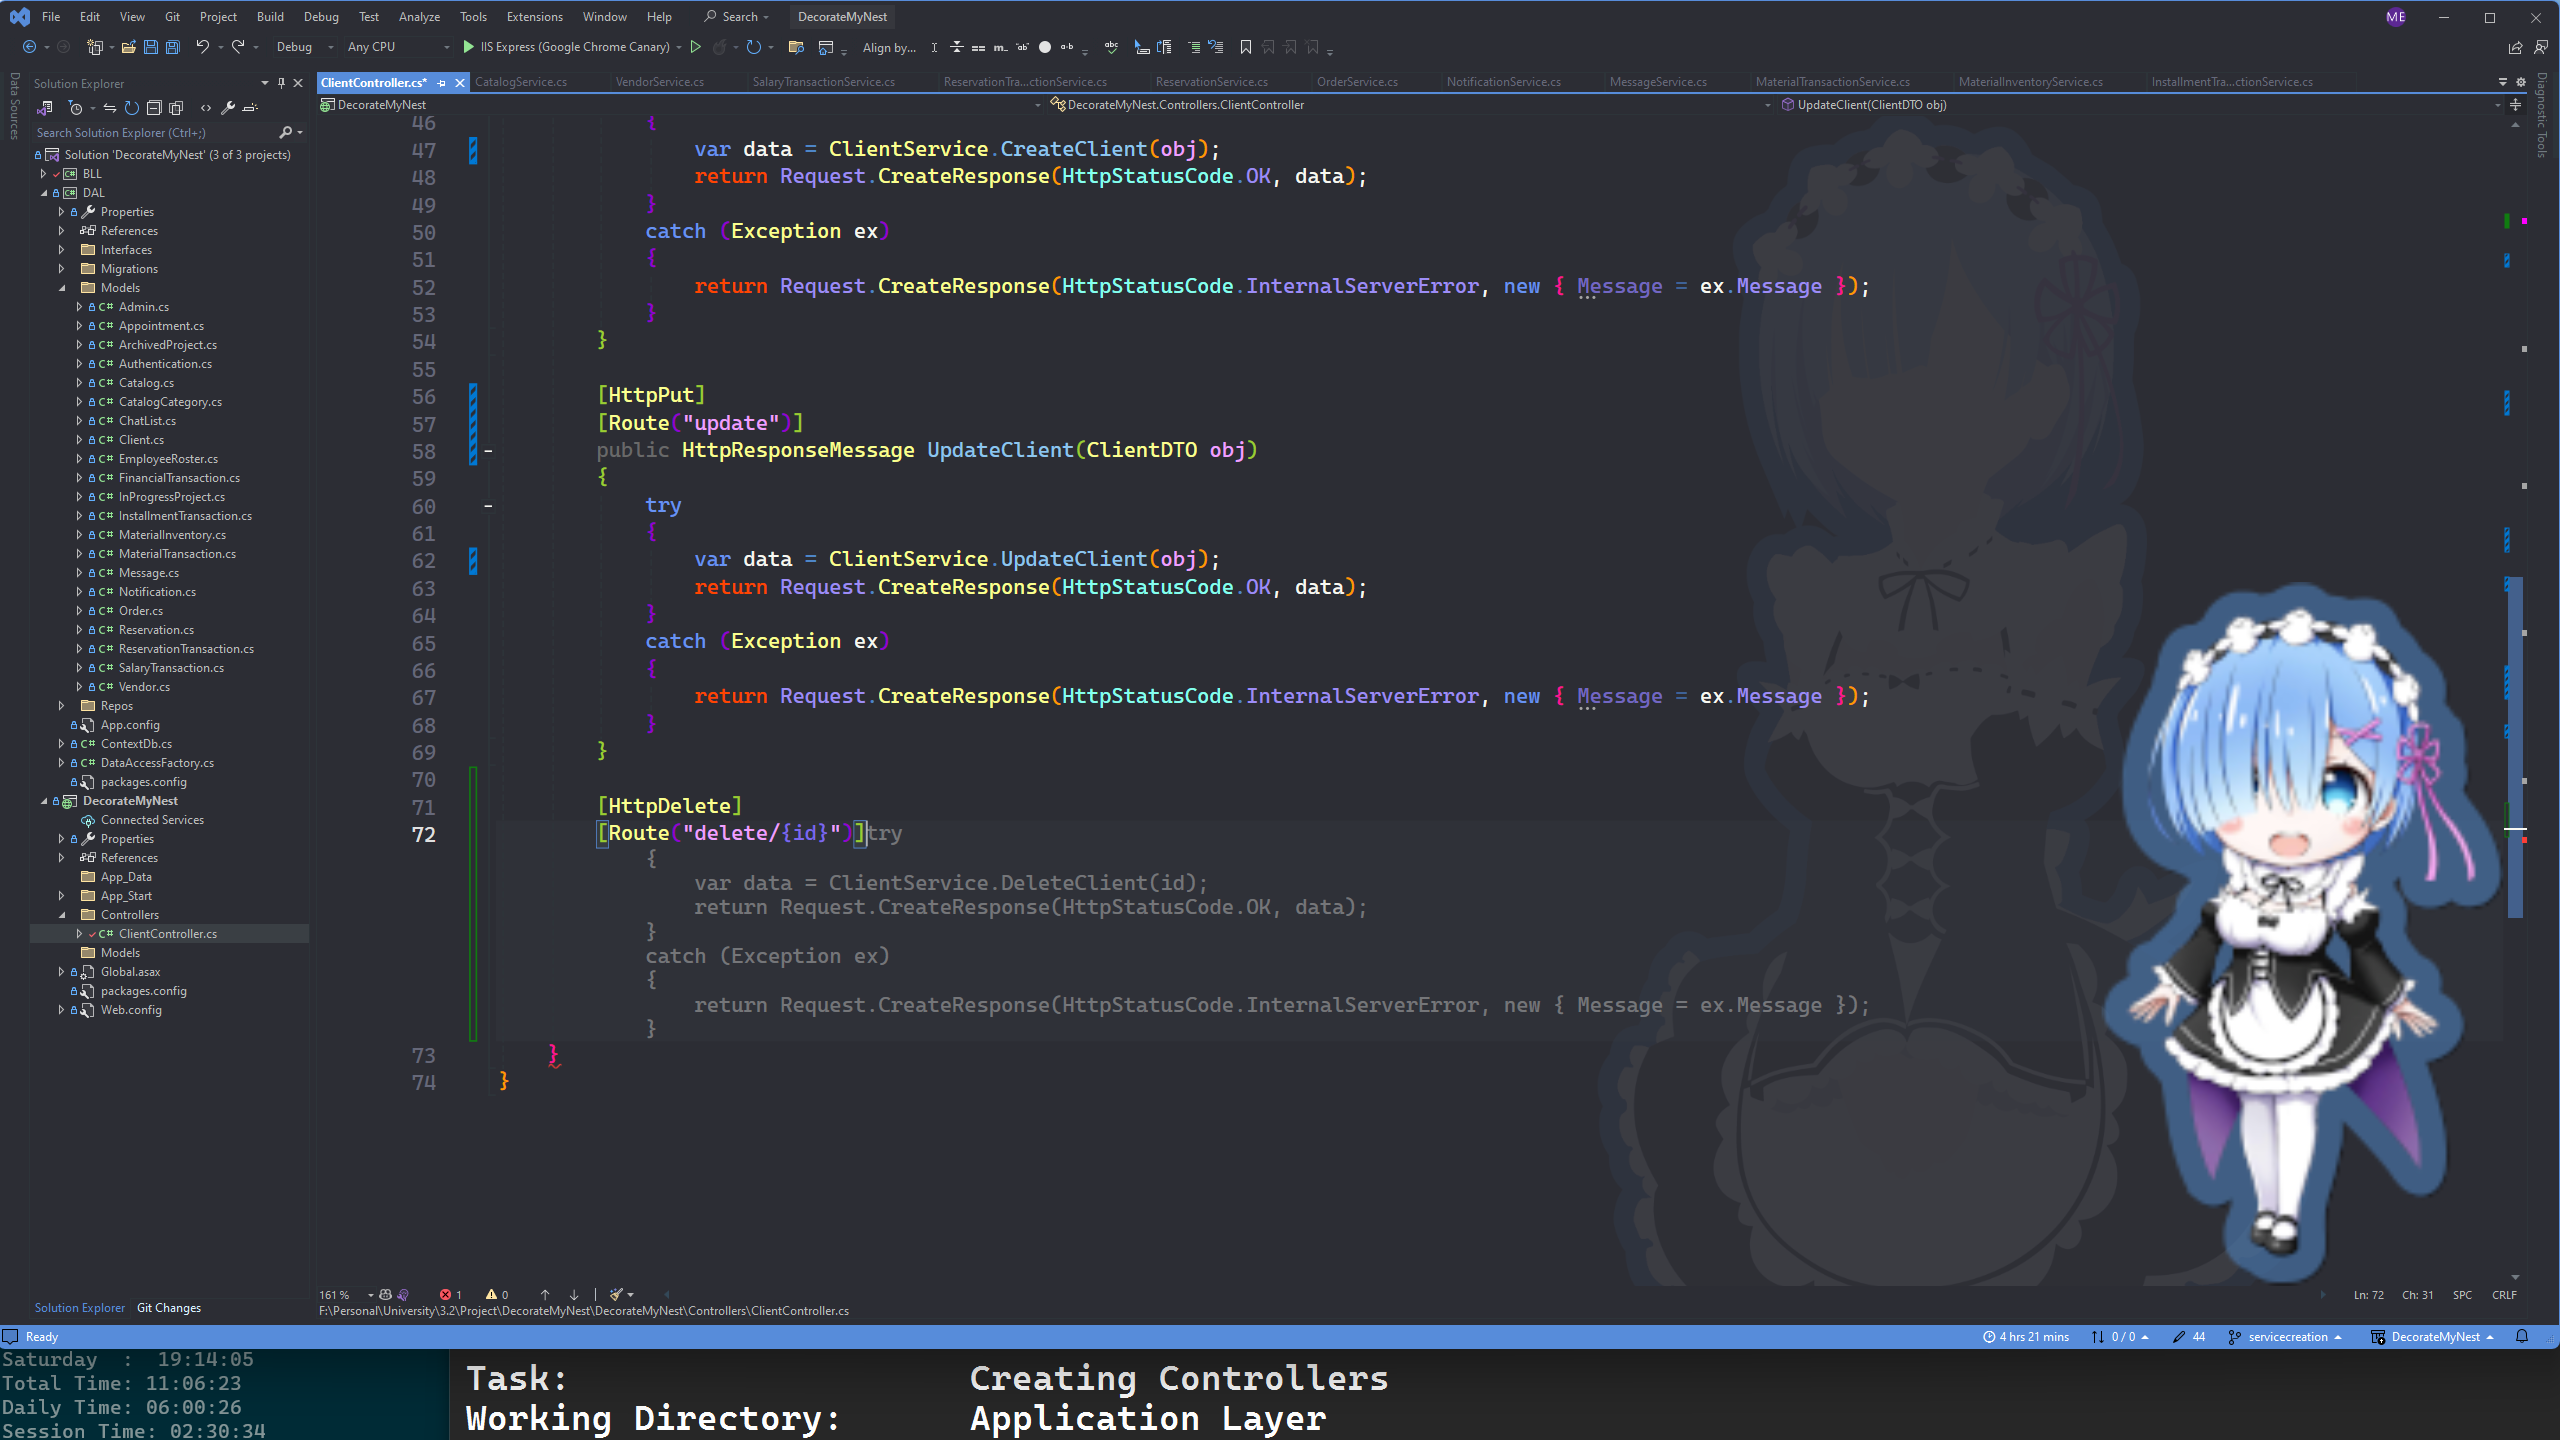 File Edit View Git Project Build Debug Test Analyze Tools Extensions Window Help Search DecorateMyNest ME
Debug Any CPU IIS Express (Google Chrome Canary) Align by...
Data Sources
Solution Explorer
Search Solution Explorer (Ctrl+;)
Solution 'DecorateMyNest' (3 of 3 projects)
BLL
DAL
Properties
References
Interfaces
Migrations
Models
C# Admin.cs
C# Appointment.cs
C# ArchivedProject.cs
C# Authentication.cs
C# Catalog.cs
C# CatalogCategory.cs
C# ChatList.cs
C# Client.cs
C# EmployeeRoster.cs
C# FinancialTransaction.cs
C# InProgressProject.cs
C# InstallmentTransaction.cs
C# MaterialInventory.cs
C# MaterialTransaction.cs
C# Message.cs
C# Notification.cs
C# Order.cs
C# Reservation.cs
C# ReservationTransaction.cs
C# SalaryTransaction.cs
C# Vendor.cs
Repos
App.config
C# ContextDb.cs
C# DataAccessFactory.cs
packages.config
DecorateMyNest
Connected Services
Properties
References
App_Data
App_Start
Controllers
C# ClientController.cs
Models
Global.asax
packages.config
Web.config
Solution Explorer Git Changes
ClientController.cs* CatalogService.cs VendorService.cs SalaryTransactionService.cs ReservationTra...ctionService.cs ReservationService.cs OrderService.cs NotificationService.cs MessageService.cs MaterialTransactionService.cs MaterialInventoryService.cs InstallmentTra...ctionService.cs
DecorateMyNest DecorateMyNest.Controllers.ClientController UpdateClient(ClientDTO obj)
Diagnostic Tools
46 {
47 var data = ClientService.CreateClient(obj);
48 return Request.CreateResponse(HttpStatusCode.OK, data);
49 }
50 catch (Exception ex)
51 {
52 return Request.CreateResponse(HttpStatusCode.InternalServerError, new { Message = ex.Message });
53 }
54 }
55
56 [HttpPut]
57 [Route("update")]
58 public HttpResponseMessage UpdateClient(ClientDTO obj)
59 {
60 try
61 {
62 var data = ClientService.UpdateClient(obj);
63 return Request.CreateResponse(HttpStatusCode.OK, data);
64 }
65 catch (Exception ex)
66 {
67 return Request.CreateResponse(HttpStatusCode.InternalServerError, new { Message = ex.Message });
68 }
69 }
70
71 [HttpDelete]
72 [Route("delete/{id}")]try
{
var data = ClientService.DeleteClient(id);
return Request.CreateResponse(HttpStatusCode.OK, data);
}
catch (Exception ex)
{
return Request.CreateResponse(HttpStatusCode.InternalServerError, new { Message = ex.Message });
}
73 }
74 }
161 % 1 0 Ln: 72 Ch: 31 SPC CRLF
F:\Personal\University\3.2\Project\DecorateMyNest\DecorateMyNest\Controllers\ClientController.cs
Ready 4 hrs 21 mins 0 / 0 44 servicecreation DecorateMyNest
Saturday : 19:14:05
Total Time: 11:06:23
Daily Time: 06:00:26
Session Time: 02:30:34
Task: Creating Controllers
Working Directory: Application Layer